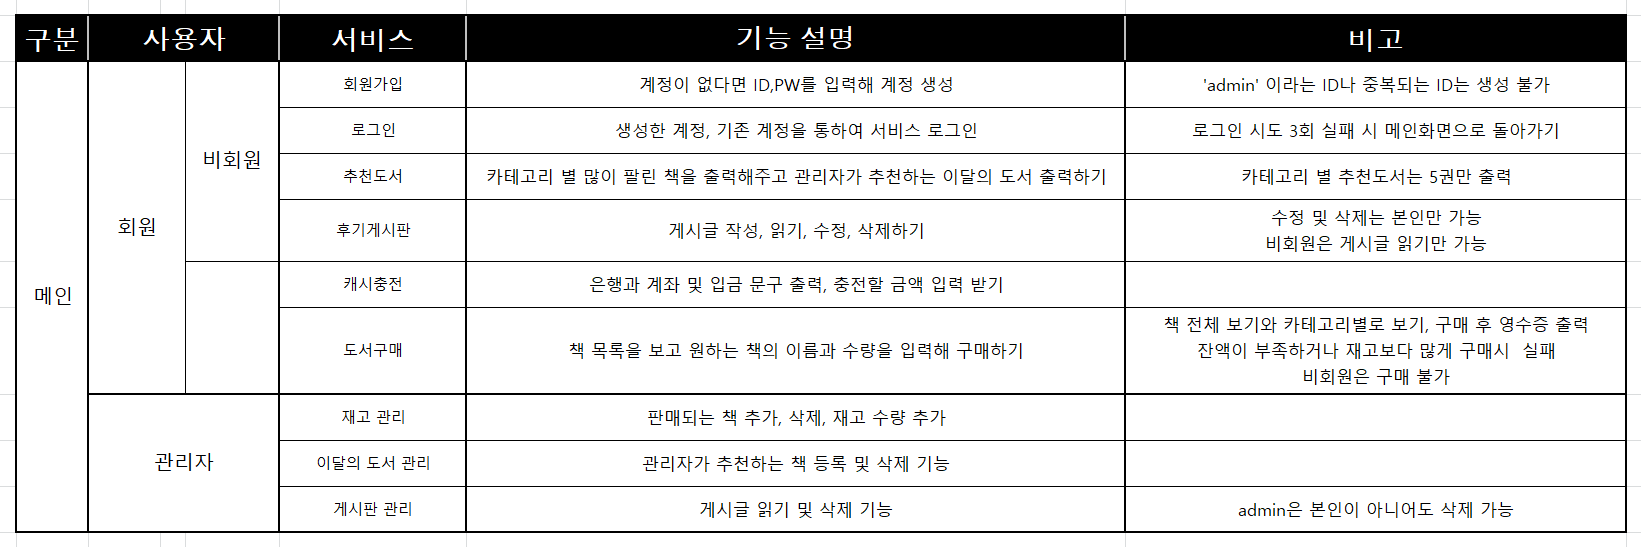 구분 사용자 서비스 기능 설명 비고
회원가입 계정이 없다면 ID,PW를 입력해 계정 생성 'admin' 이라는 ID나 중복되는 ID는 생성 불가
로그인 생성한 계정, 기존 계정을 통하여 서비스 로그인 로그인 시도 3회 실패 시 메인화면으로 돌아가기
비회원
추천도서 카테고리 별 많이 팔린 책을 출력해주고 관리자가 추천하는 이달의 도서 출력하기 카테고리 별 추천도서는 5권만 출력
회원
후기게시판 게시글 작성, 읽기, 수정, 삭제하기 수정 및 삭제는 본인만 가능
비회원은 게시글 읽기만 가능
캐시충전 은행과 계좌 및 입금 문구 출력, 충전할 금액 입력 받기
메인
도서구매 책 목록을 보고 원하는 책의 이름과 수량을 입력해 구매하기 책 전체 보기와 카테고리별로 보기, 구매 후 영수증 출력
잔액이 부족하거나 재고보다 많게 구매시 실패
비회원은 구매 불가
재고 관리 판매되는 책 추가, 삭제, 재고 수량 추가
관리자
이달의 도서 관리 관리자가 추천하는 책 등록 및 삭제 기능
게시판 관리 게시글 읽기 및 삭제 기능 admin은 본인이 아니어도 삭제 가능